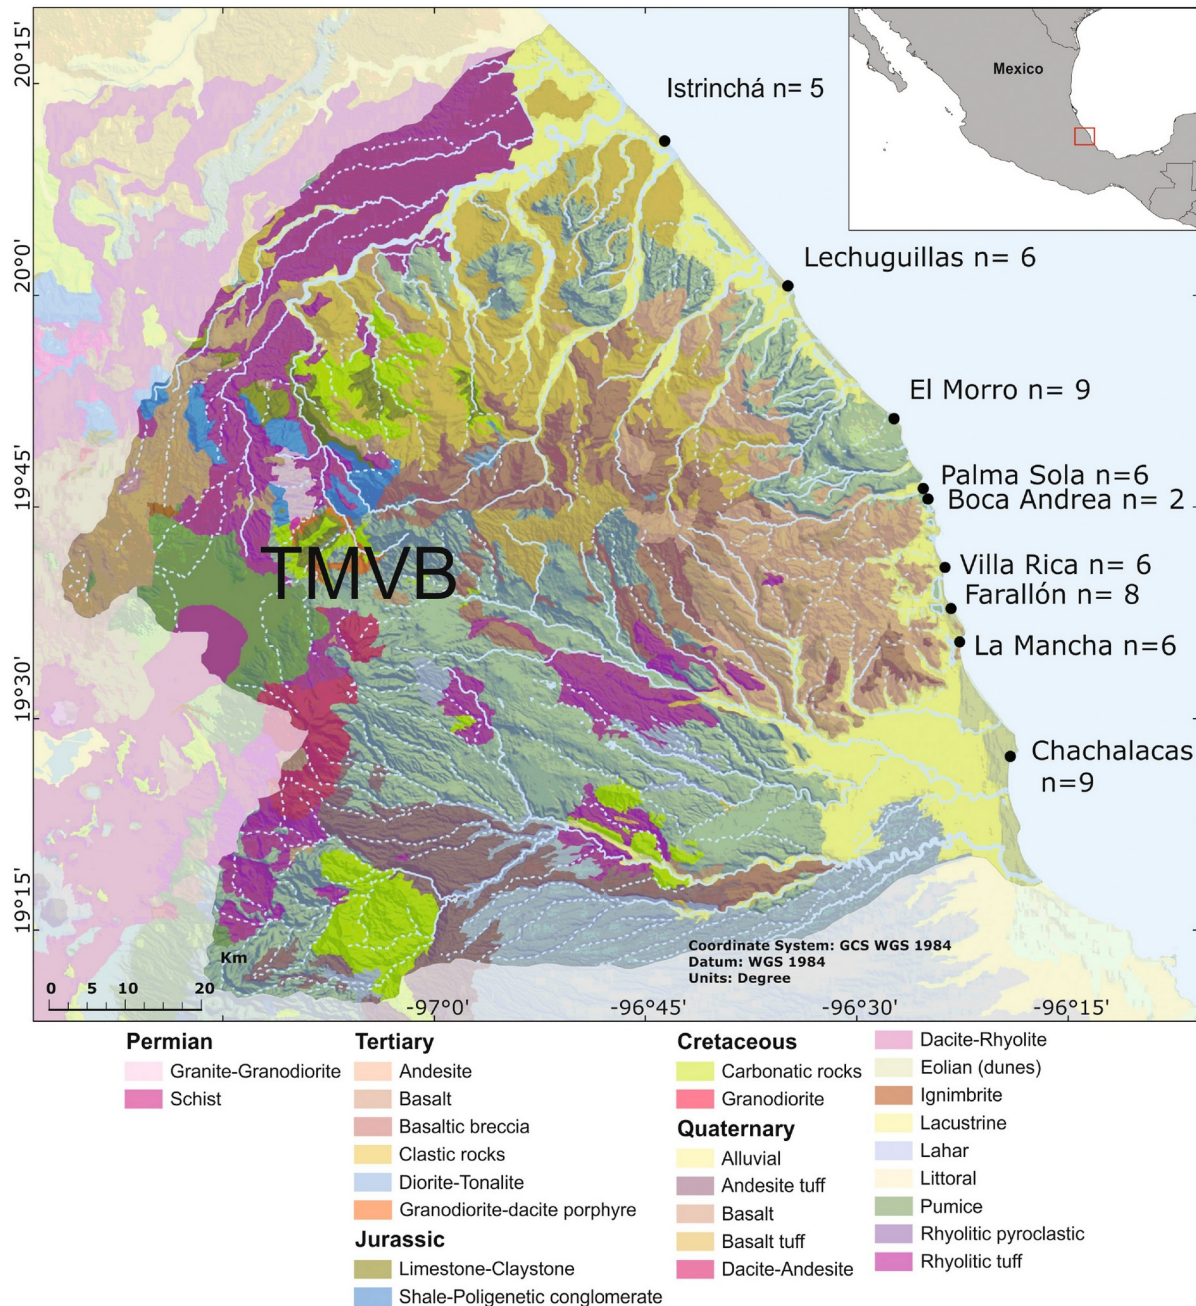 Istrinchá n= 5
Mexico
Lechuguillas n= 6
El Morro n= 9
Palma Sola n=6
Boca Andrea n= 2
Villa Rica n= 6
Farallón n= 8
La Mancha n=6
Chachalacas
n=9
TMVB
20°15'
20°0'
19°45'
19°30'
19°15'
Km
0 5 10 20
Coordinate System: GCS WGS 1984
Datum: WGS 1984
Units: Degree
-97°0' -96°45' -96°30' -96°15'
Permian
Granite-Granodiorite
Schist
Tertiary
Andesite
Basalt
Basaltic breccia
Clastic rocks
Diorite-Tonalite
Granodiorite-dacite porphyre
Jurassic
Limestone-Claystone
Shale-Poligenetic conglomerate
Cretaceous
Carbonatic rocks
Granodiorite
Quaternary
Alluvial
Andesite tuff
Basalt
Basalt tuff
Dacite-Andesite
Dacite-Rhyolite
Eolian (dunes)
Ignimbrite
Lacustrine
Lahar
Littoral
Pumice
Rhyolitic pyroclastic
Rhyolitic tuff